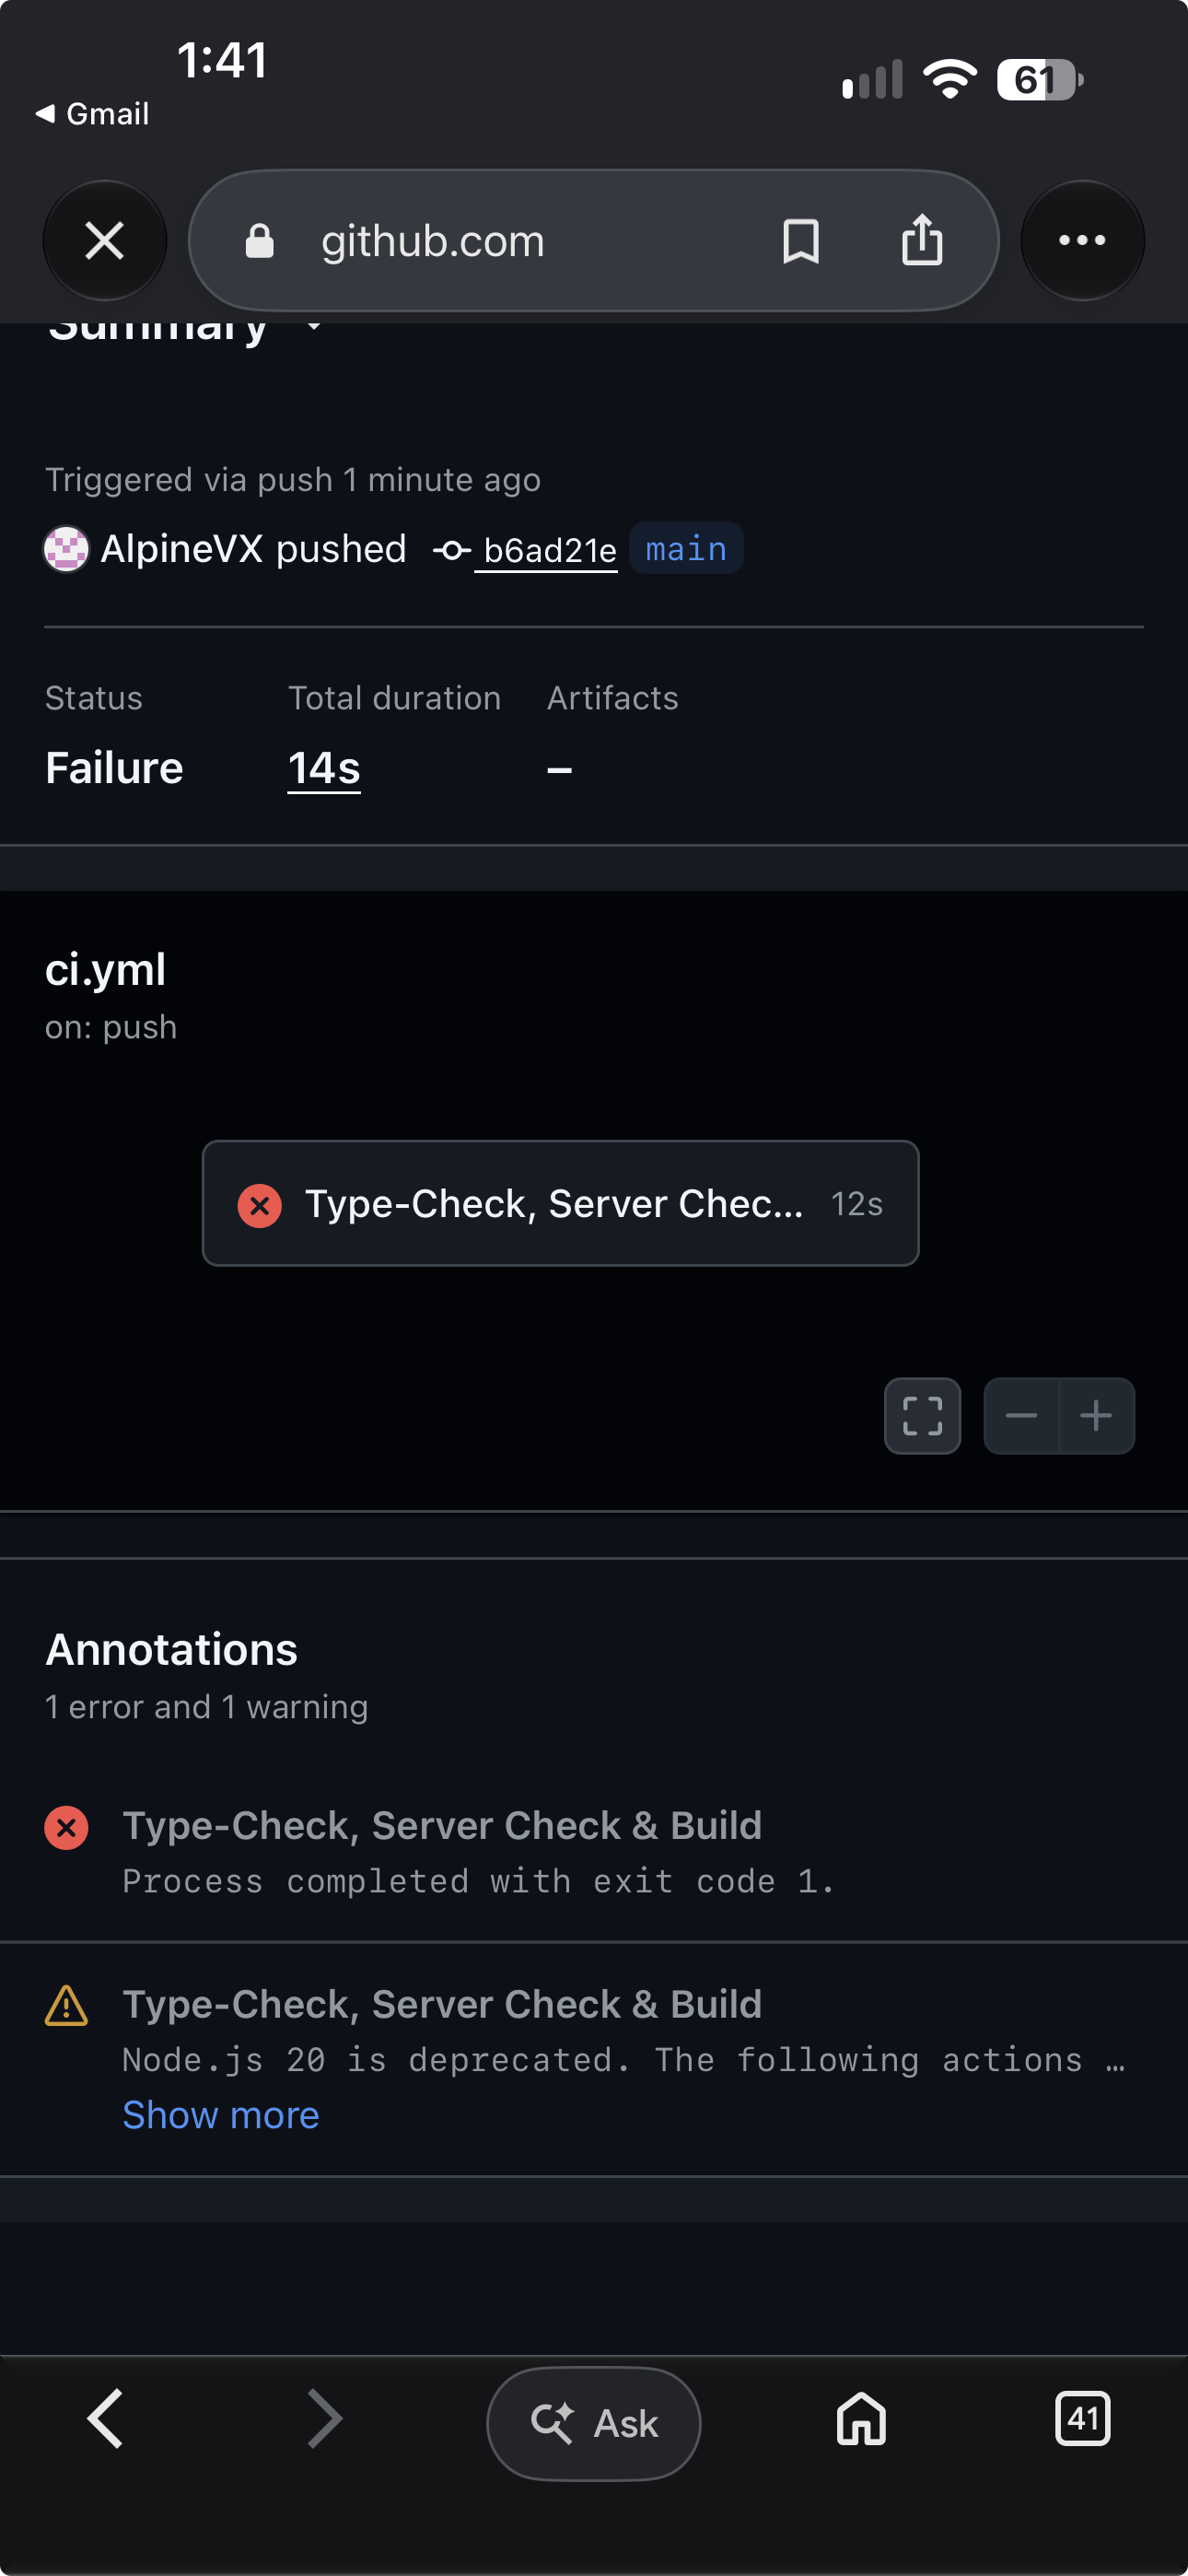 1:41
61
◀ Gmail
github.com
Summary
Triggered via push 1 minute ago
AlpineVX pushed b6ad21e main
Status Total duration Artifacts
Failure 14s –
ci.yml
on: push
Type-Check, Server Chec... 12s
Annotations
1 error and 1 warning
Type-Check, Server Check & Build
Process completed with exit code 1.
Type-Check, Server Check & Build
Node.js 20 is deprecated. The following actions …
Show more
Ask
41